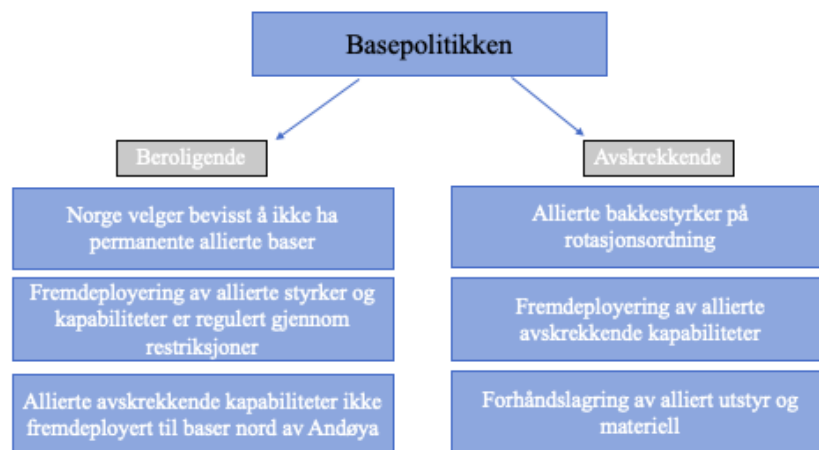 Basepolitikken
Beroligende
Norge velger bevisst å ikke ha
permanente allierte baser
Fremdeployering av allierte styrker og
kapabiliteter er regulert gjennom
restriksjoner
Allierte avskrekkende kapabiliteter ikke
fremdeployert til baser nord av Andøya
Avskrekkende
Allierte bakkestyrker på
rotasjonsordning
Fremdeployering av allierte
avskrekkende kapabiliteter
Forhåndslagring av alliert utstyr og
materiell